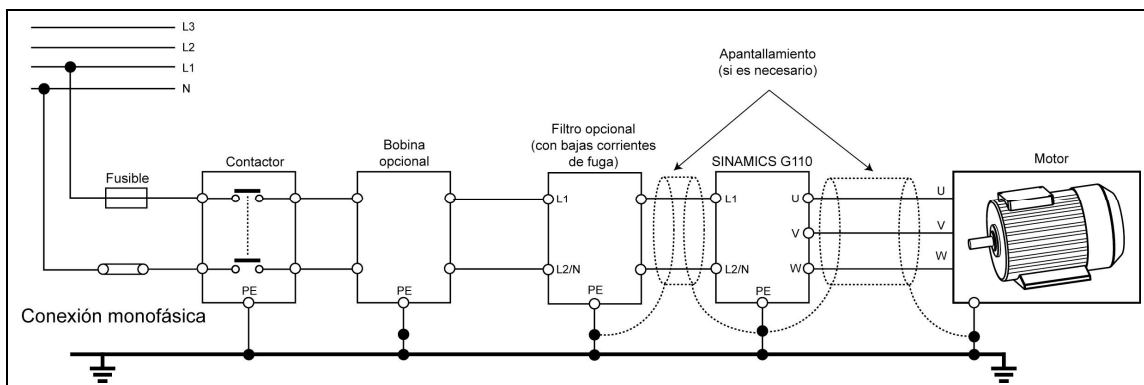 L3
L2
L1
N
Apantallamiento
(si es necesario)
Filtro opcional
(con bajas corrientes
de fuga)
Bobina
opcional
Contactor
SINAMICS G110
Motor
Fusible
L1
L1
U
U
V
V
L2/N
L2/N
W
W
PE
PE
PE
Conexión monofásica